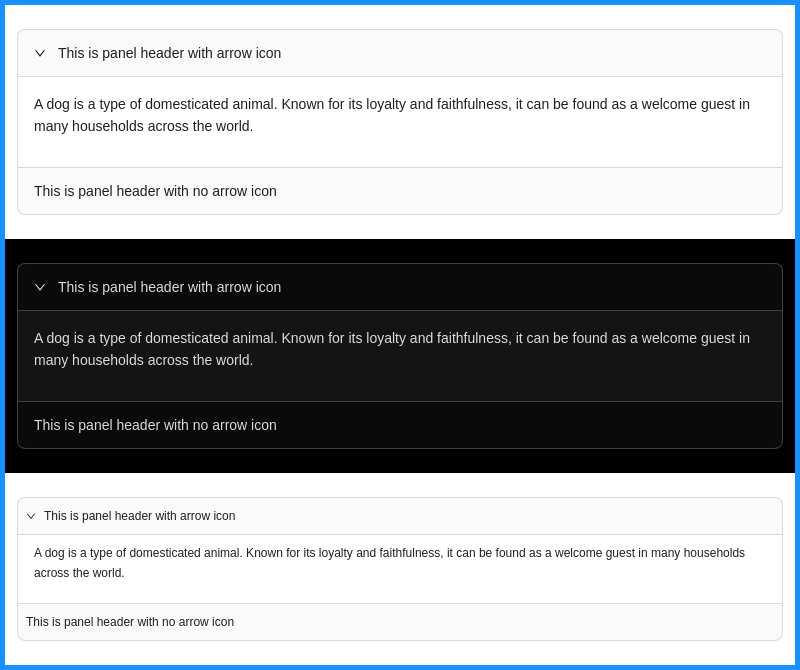 This is panel header with arrow icon
A dog is a type of domesticated animal. Known for its loyalty and faithfulness, it can be found as a welcome guest in
many households across the world.
This is panel header with no arrow icon
This is panel header with arrow icon
A dog is a type of domesticated animal. Known for its loyalty and faithfulness, it can be found as a welcome guest in
many households across the world.
This is panel header with no arrow icon
This is panel header with arrow icon
A dog is a type of domesticated animal. Known for its loyalty and faithfulness, it can be found as a welcome guest in many households
across the world.
This is panel header with no arrow icon